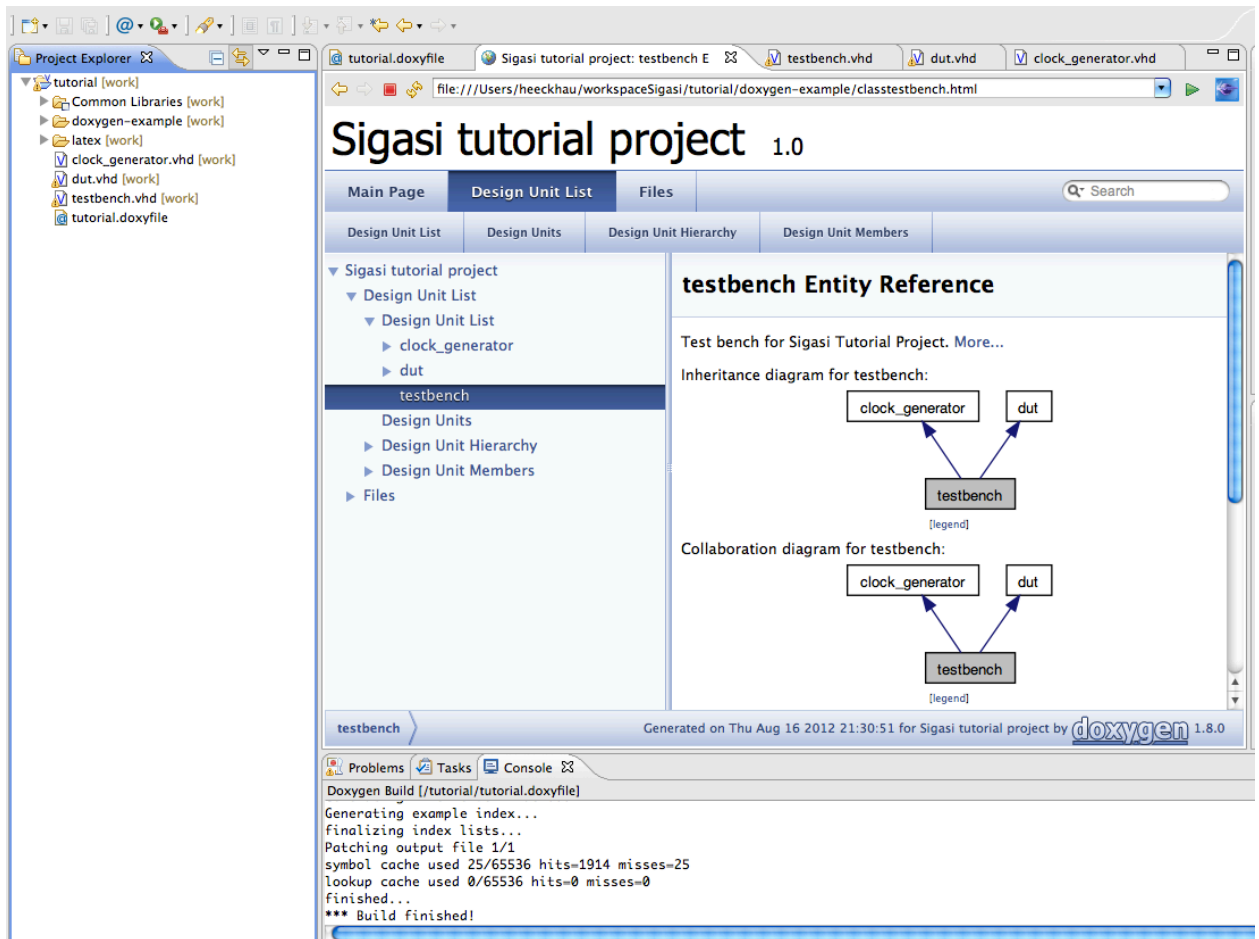 Project Explorer
tutorial [work]
Common Libraries [work]
doxygen-example [work]
latex [work]
clock_generator.vhd [work]
dut.vhd [work]
testbench.vhd [work]
tutorial.doxyfile
tutorial.doxyfile
Sigasi tutorial project: testbench E
testbench.vhd
dut.vhd
clock_generator.vhd
file:///Users/heeckhau/workspaceSigasi/tutorial/doxygen-example/classtestbench.html
Sigasi tutorial project 1.0
Main Page
Design Unit List
Files
Search
Design Unit List
Design Units
Design Unit Hierarchy
Design Unit Members
Sigasi tutorial project
Design Unit List
Design Unit List
clock_generator
dut
testbench
Design Units
Design Unit Hierarchy
Design Unit Members
Files
testbench Entity Reference
Test bench for Sigasi Tutorial Project. More...
Inheritance diagram for testbench:
clock_generator
dut
testbench
[legend]
Collaboration diagram for testbench:
clock_generator
dut
testbench
[legend]
testbench
Generated on Thu Aug 16 2012 21:30:51 for Sigasi tutorial project by doxygen 1.8.0
Problems
Tasks
Console
Doxygen Build [/tutorial/tutorial.doxyfile]
Generating example index...
finalizing index lists...
Patching output file 1/1
symbol cache used 25/65536 hits=1914 misses=25
lookup cache used 0/65536 hits=0 misses=0
finished...
*** Build finished!